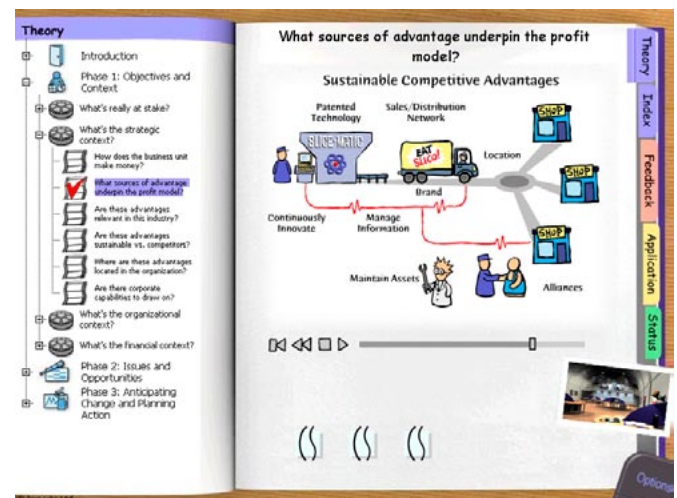 Theory
Introduction
Phase 1: Objectives and
Context
What's really at stake?
What's the strategic
context?
How does the business unit
make money?
What sources of advantage
underpin the profit model?
Are these advantages
relevant in this industry?
Are these advantages
sustainable vs. competitors?
Where are these advantages
located in the organization?
Are there corporate
capabilities to draw on?
What's the organizational
context?
What's the financial context?
Phase 2: Issues and
Opportunities
Phase 3: Anticipating
Change and Planning
Action
What sources of advantage underpin the profit
model?
Sustainable Competitive Advantages
Patented
Technology
Sales/Distribution
Network
SLICE-MATIC
EAT
SLICO!
Location
SHOP
SHOP
SHOP
Brand
Continuously
Innovate
Manage
Information
Maintain Assets
Alliances
Theory
Index
Feedback
Application
Status
Options